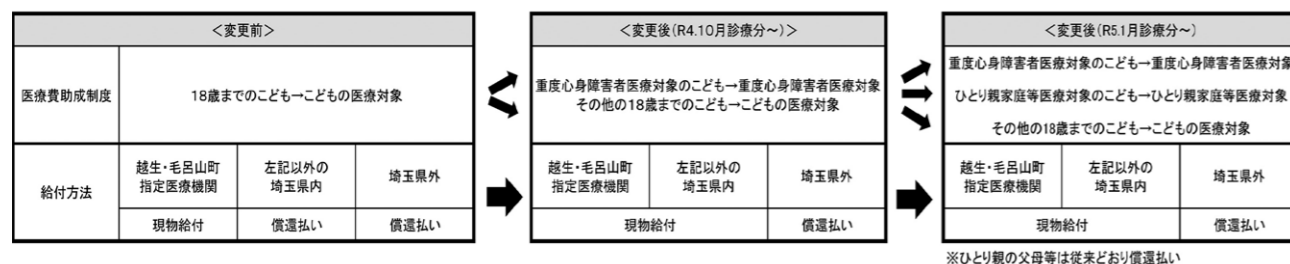 ＜変更前＞
医療費助成制度
18歳までのこども→こどもの医療対象
給付方法
越生・毛呂山町
指定医療機関
左記以外の
埼玉県内
埼玉県外
現物給付
償還払い
償還払い
＜変更後(R4.10月診療分～)＞
重度心身障害者医療対象のこども→重度心身障害者医療対象
その他の18歳までのこども→こどもの医療対象
越生・毛呂山町
指定医療機関
左記以外の
埼玉県内
埼玉県外
現物給付
償還払い
＜変更後(R5.1月診療分～)
重度心身障害者医療対象のこども→重度心身障害者医療対象
ひとり親家庭等医療対象のこども→ひとり親家庭等医療対象
その他の18歳までのこども→こどもの医療対象
越生・毛呂山町
指定医療機関
左記以外の
埼玉県内
埼玉県外
現物給付
償還払い
※ひとり親の父母等は従来どおり償還払い